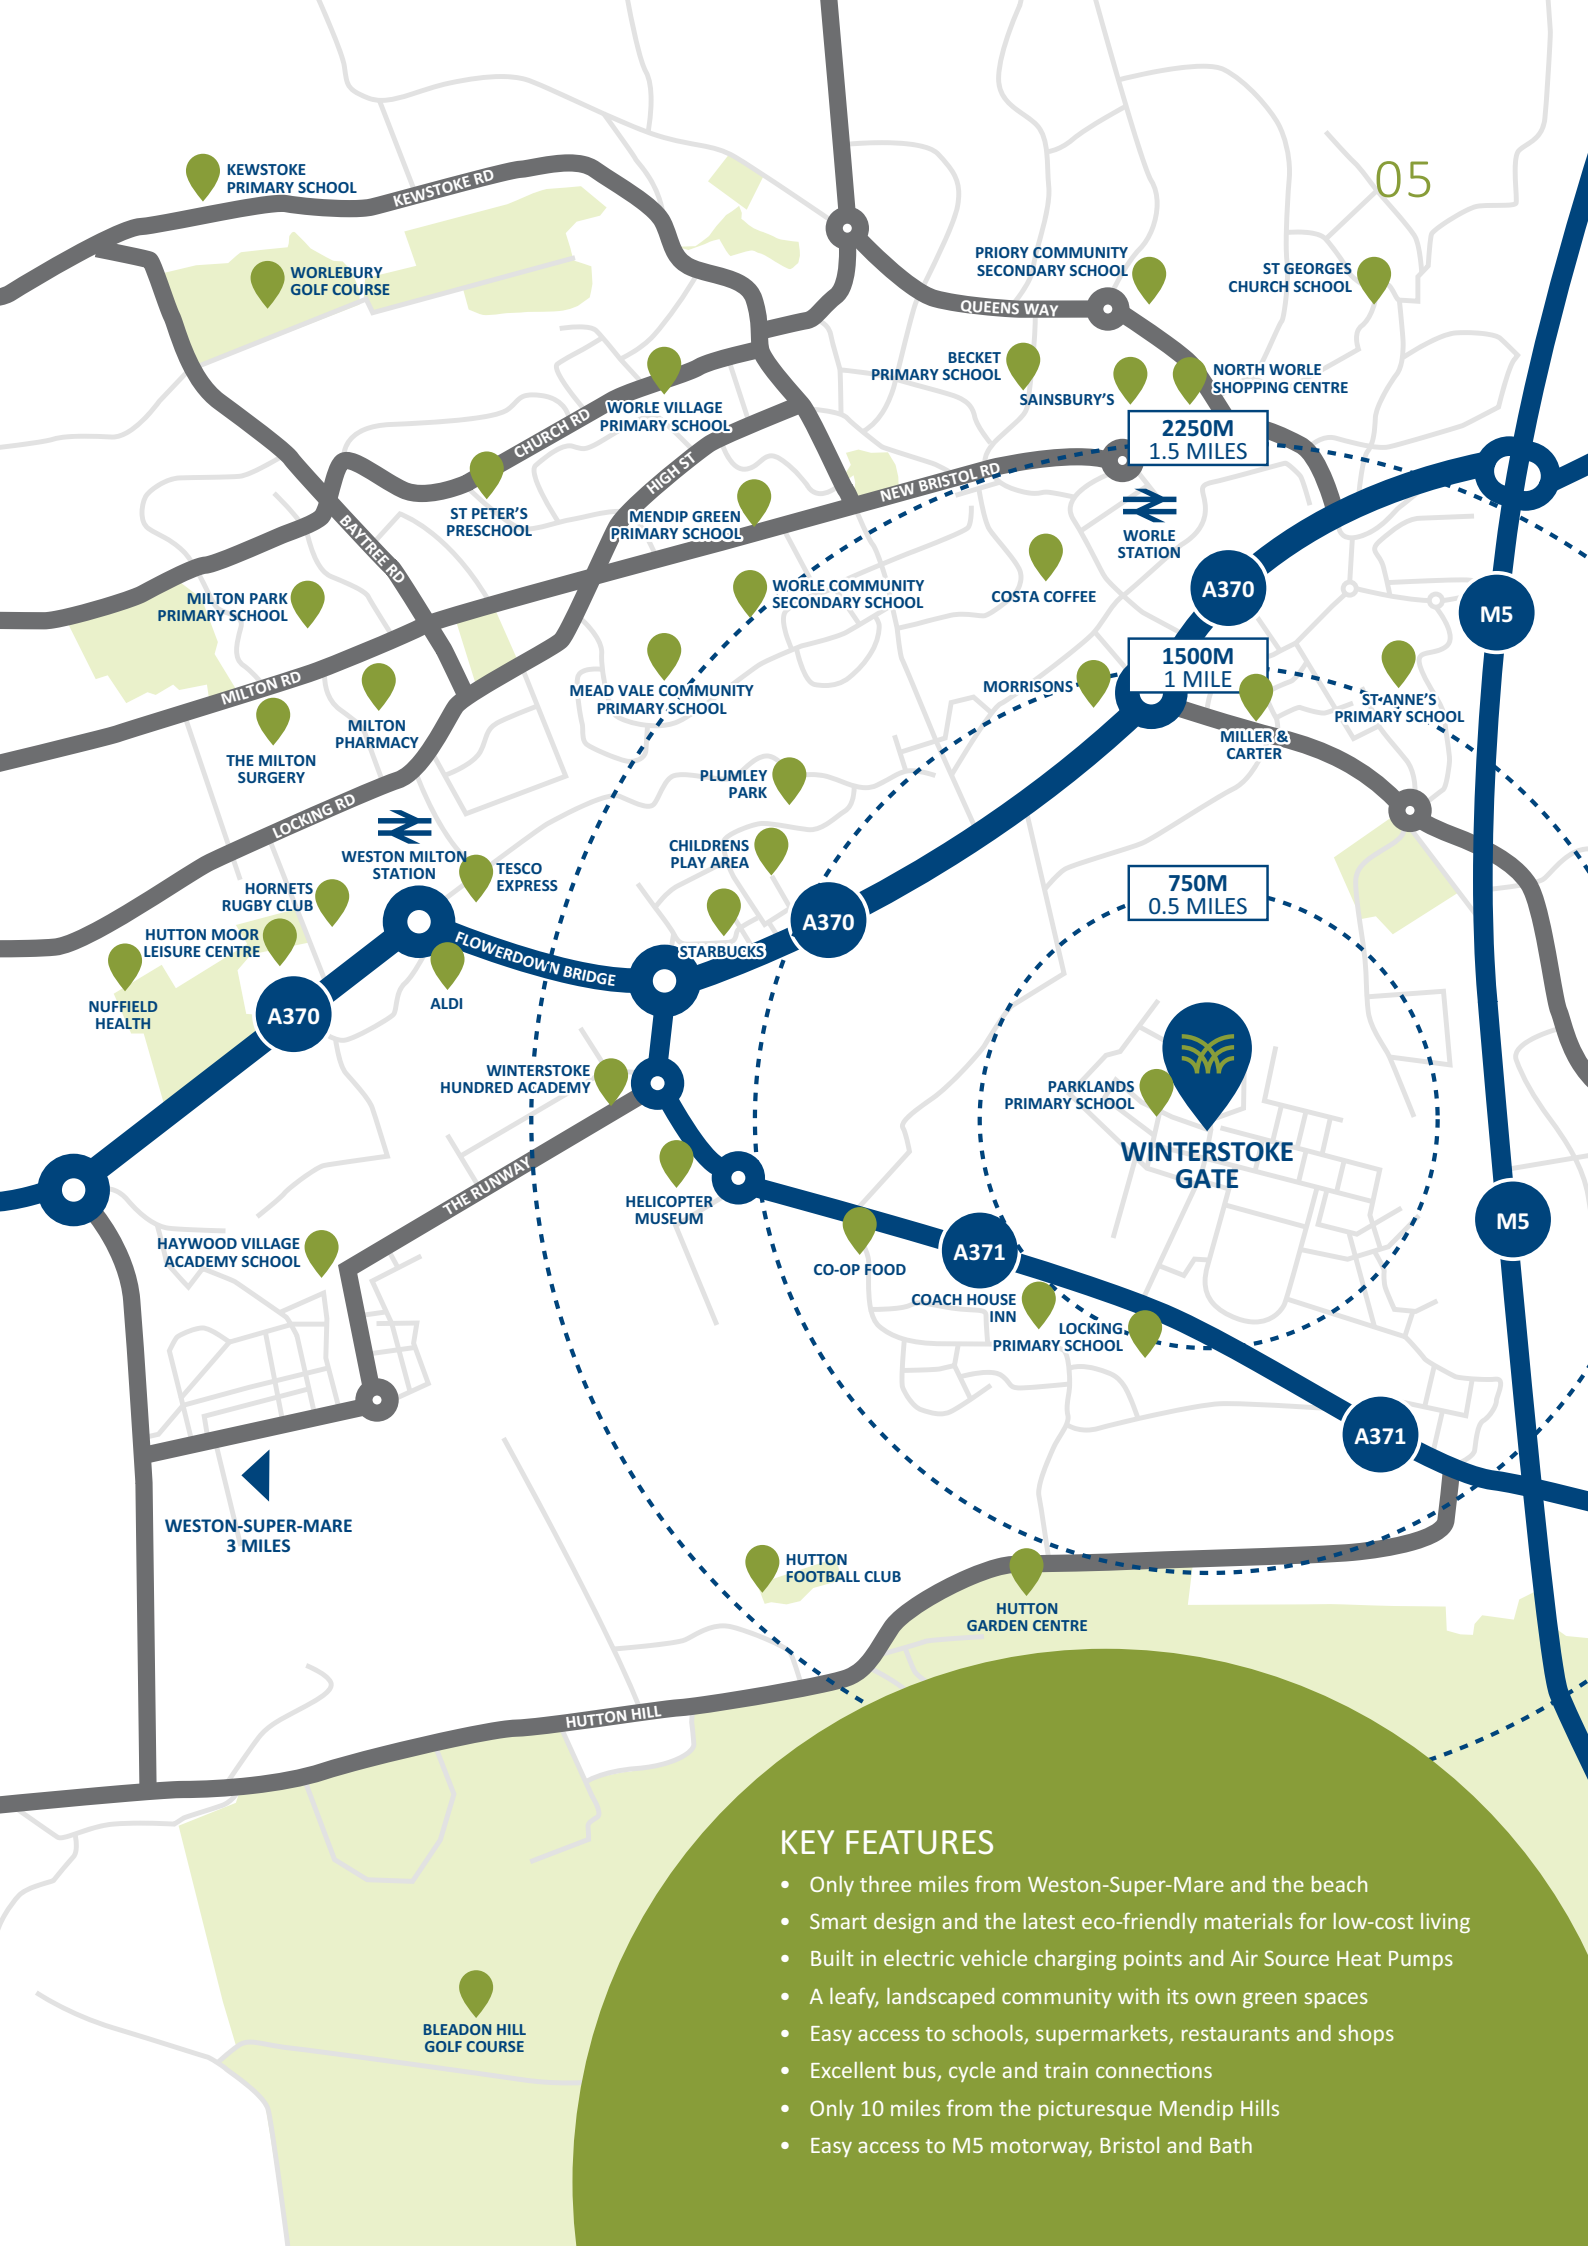 05
KEWSTOKE
PRIMARY SCHOOL
KEWSTOKE RD
WORLEBURY
GOLF COURSE
PRIORY COMMUNITY
SECONDARY SCHOOL
ST GEORGES
CHURCH SCHOOL
QUEENS WAY
BECKET
PRIMARY SCHOOL
SAINSBURY'S
NORTH WORLE
SHOPPING CENTRE
WORLE VILLAGE
PRIMARY SCHOOL
CHURCH RD
HIGH ST
2250M
1.5 MILES
NEW BRISTOL RD
ST PETER'S
PRESCHOOL
MENDIP GREEN
PRIMARY SCHOOL
BAYTREE RD
WORLE
STATION
COSTA COFFEE
A370
M5
WORLE COMMUNITY
SECONDARY SCHOOL
MILTON PARK
PRIMARY SCHOOL
1500M
1 MILE
MILTON RD
MEAD VALE COMMUNITY
PRIMARY SCHOOL
MORRISONS
ST ANNE'S
PRIMARY SCHOOL
MILTON
PHARMACY
MILLER &
CARTER
THE MILTON
SURGERY
PLUMLEY
PARK
LOCKING RD
CHILDRENS
PLAY AREA
WESTON MILTON
STATION
TESCO
EXPRESS
HORNETS
RUGBY CLUB
750M
0.5 MILES
HUTTON MOOR
LEISURE CENTRE
FLOWERDOWN BRIDGE
STARBUCKS
A370
NUFFIELD
HEALTH
A370
ALDI
WINTERSTOKE
HUNDRED ACADEMY
PARKLANDS
PRIMARY SCHOOL
WINTERSTOKE
GATE
THE RUNWAY
HELICOPTER
MUSEUM
M5
HAYWOOD VILLAGE
ACADEMY SCHOOL
CO-OP FOOD
A371
COACH HOUSE
INN
LOCKING
PRIMARY SCHOOL
A371
WESTON-SUPER-MARE
3 MILES
HUTTON
FOOTBALL CLUB
HUTTON
GARDEN CENTRE
HUTTON HILL
BLEADON HILL
GOLF COURSE
KEY FEATURES
• Only three miles from Weston-Super-Mare and the beach
• Smart design and the latest eco-friendly materials for low-cost living
• Built in electric vehicle charging points and Air Source Heat Pumps
• A leafy, landscaped community with its own green spaces
• Easy access to schools, supermarkets, restaurants and shops
• Excellent bus, cycle and train connections
• Only 10 miles from the picturesque Mendip Hills
• Easy access to M5 motorway, Bristol and Bath